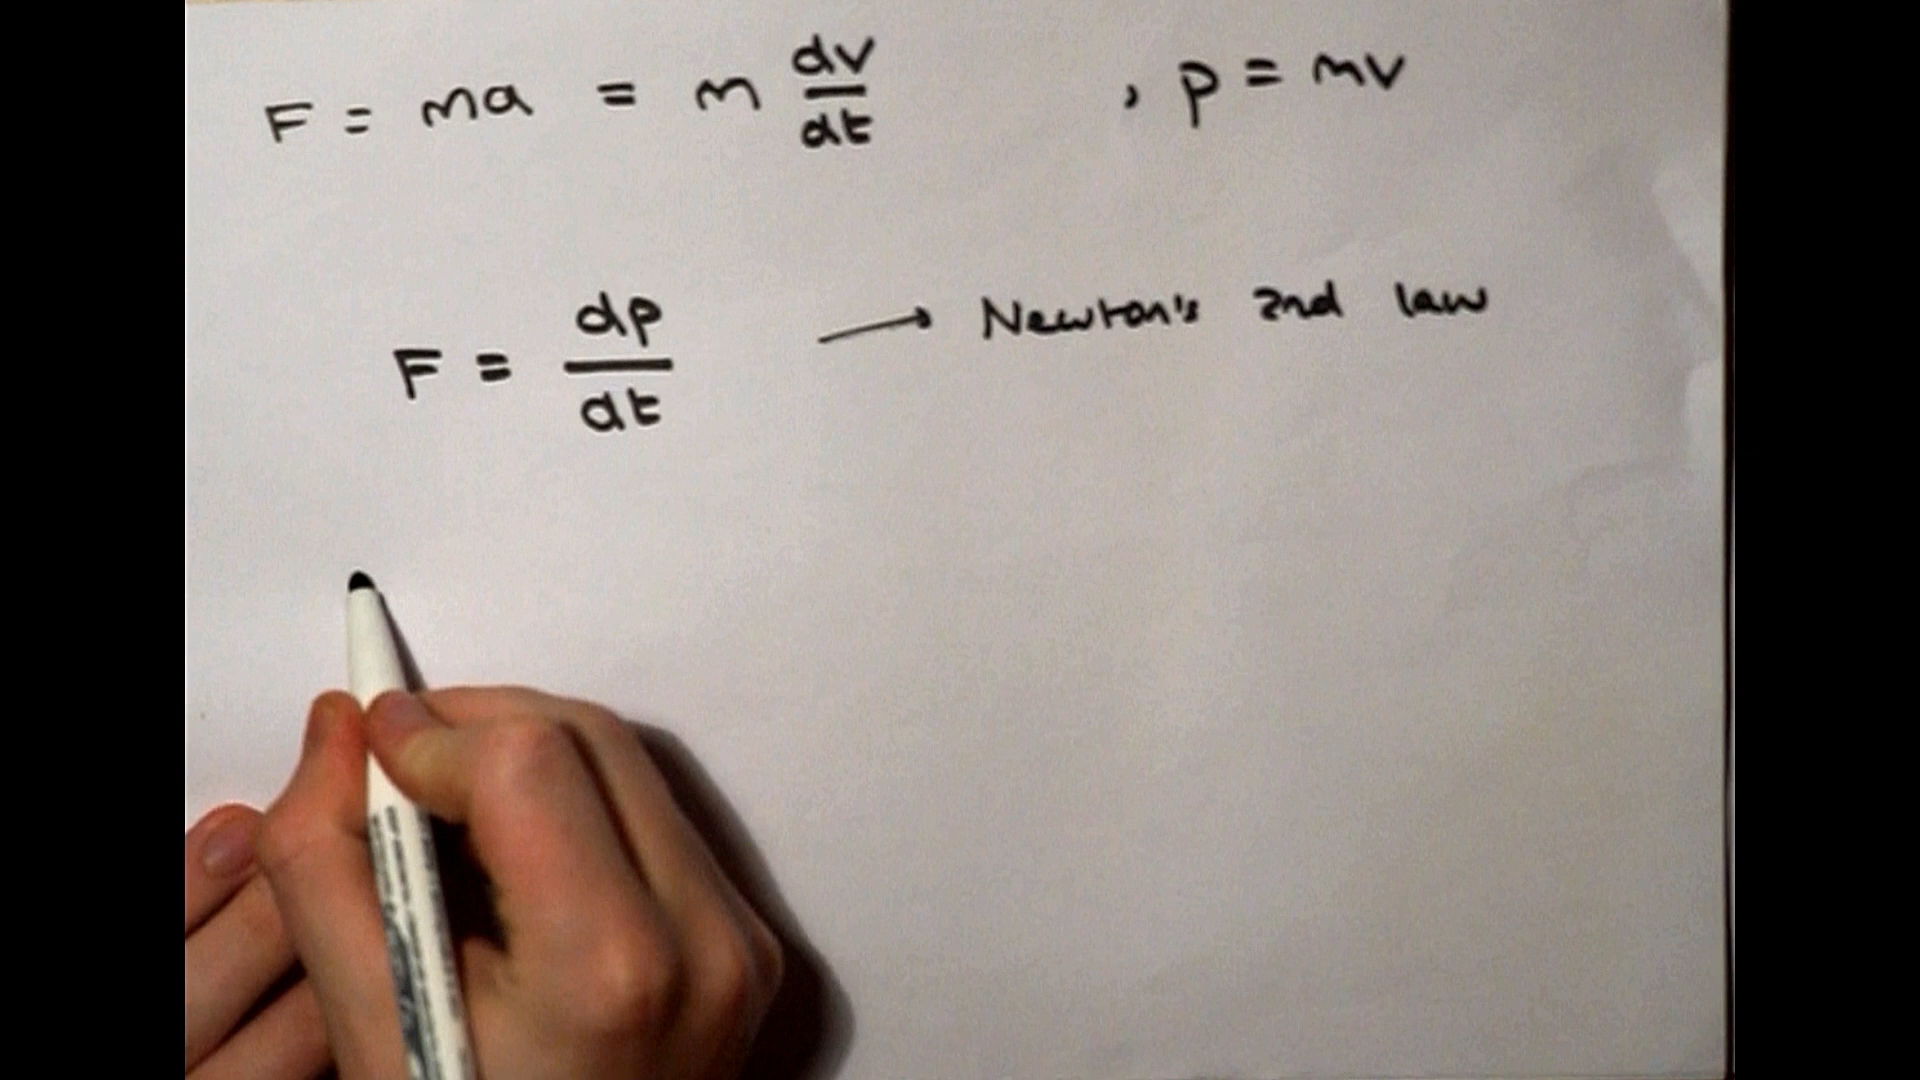 F = ma = m dv/dt , p = mv
F = dp/dt → Newton's 2nd law